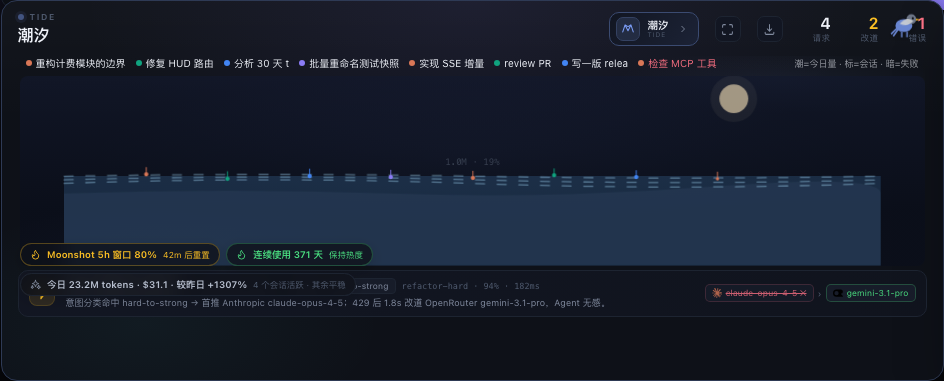 TIDE
潮汐
潮汐
TIDE
4
请求
2
改道
1
错误
重构计费模块的边界 修复 HUD 路由 分析 30 天 t 批量重命名测试快照 实现 SSE 增量 review PR 写一版 relea 检查 MCP 工具
潮=今日量 · 标=会话 · 暗=失败
1.0M · 19%
Moonshot 5h 窗口 80% 42m 后重置
连续使用 371 天 保持热度
今日 23.2M tokens · $31.1 · 较昨日 +1307% 4 个会话活跃 · 其余平稳
o-strong refactor-hard · 94% · 182ms
意图分类命中 hard-to-strong → 首推 Anthropic claude-opus-4-5；429 后 1.8s 改道 OpenRouter gemini-3.1-pro，Agent 无感。
claude-opus-4-5 ✕ › gemini-3.1-pro